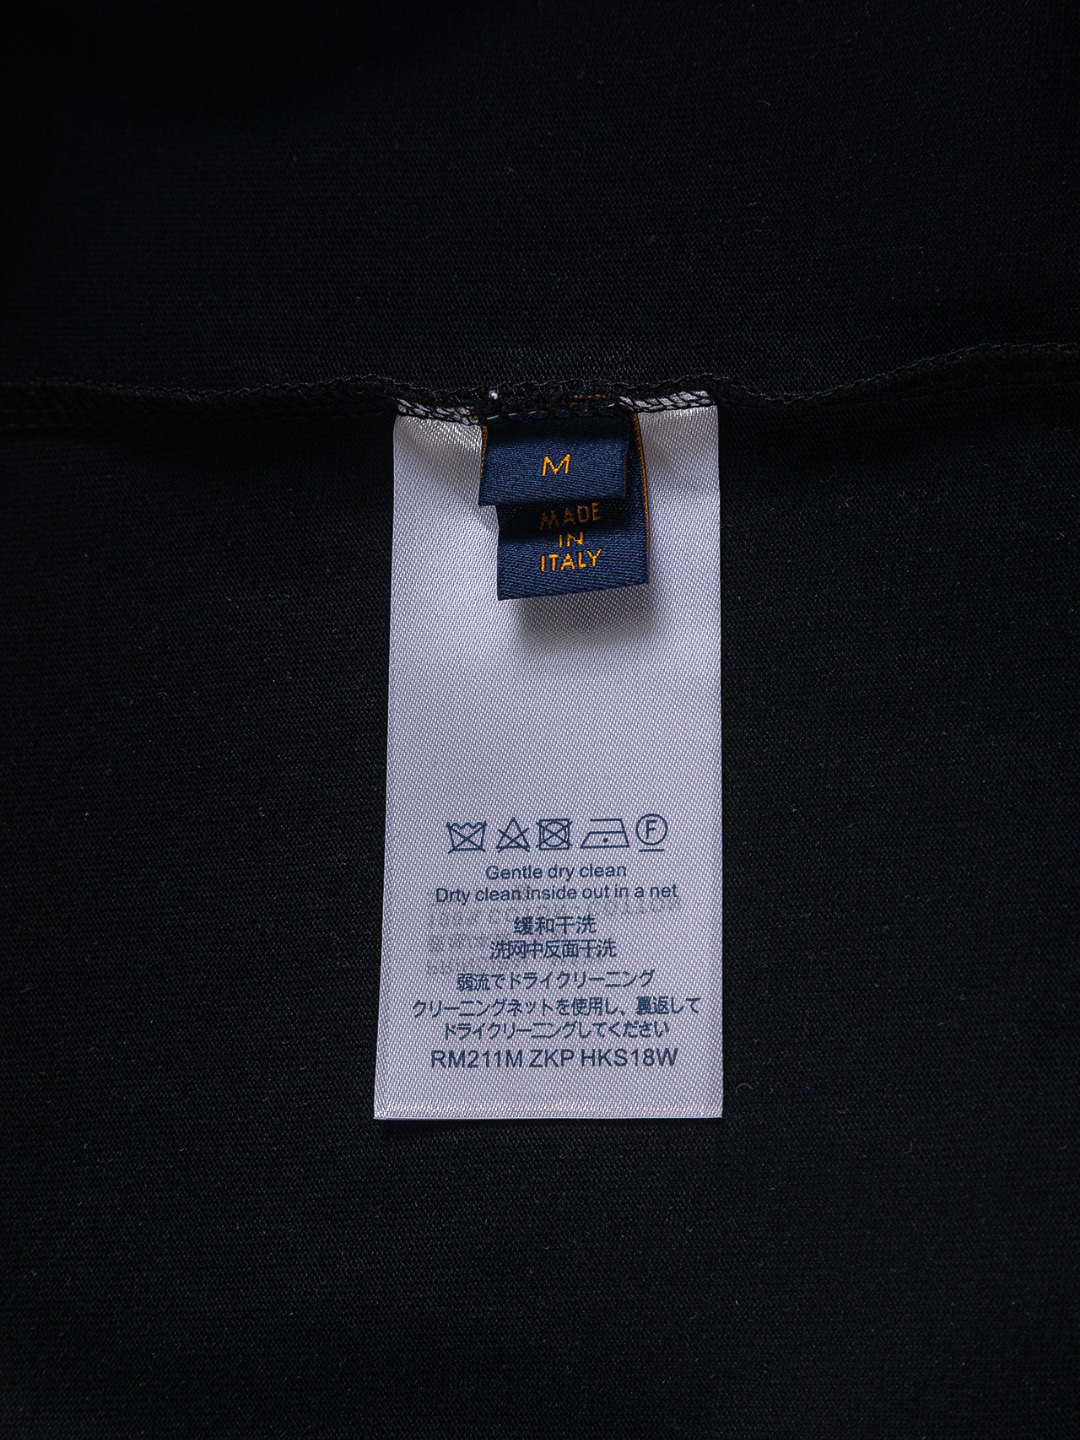 M
MADE
IN
ITALY
F
Gentle dry clean
Drty clean inside out in a net
缓和干洗
洗网中反面干洗
弱流でドライクリーニング
クリーニングネットを使用し、裏返して
ドライクリーニングしてください
RM211M ZKP HKS18W